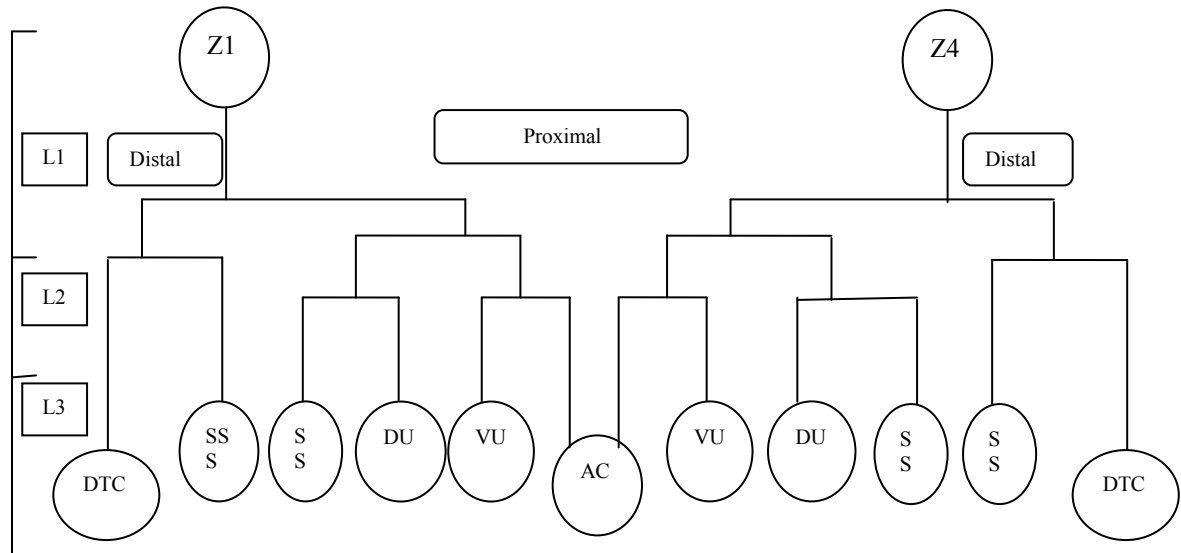 Z1
Z4
Proximal
L1
Distal
Distal
L2
L3
SS
S
S
S
DU
VU
VU
DU
S
S
S
S
DTC
AC
DTC